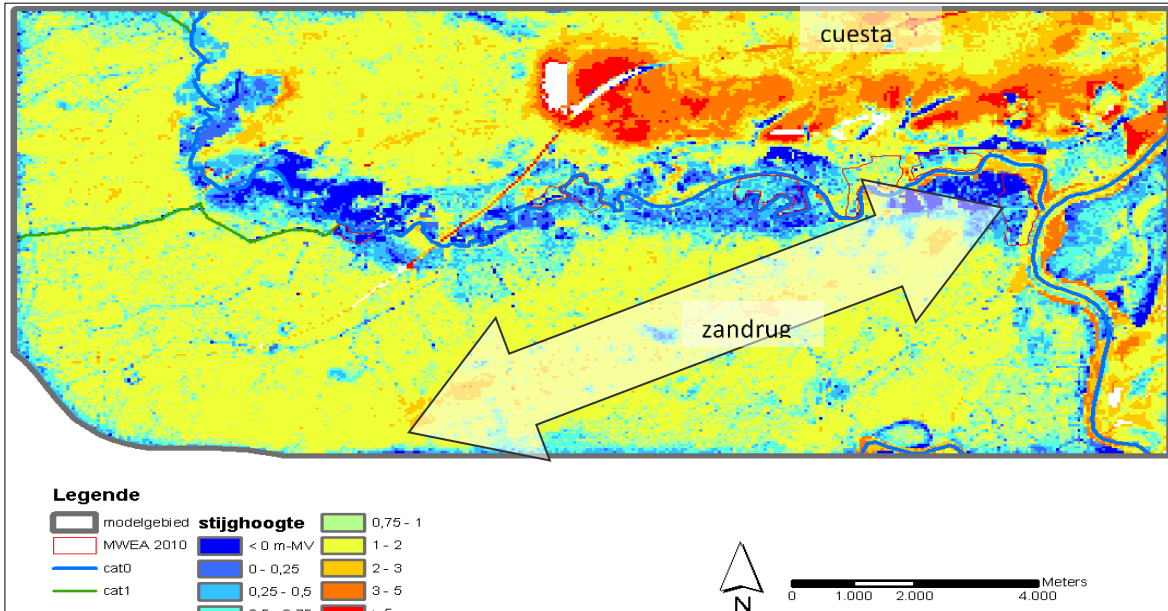 cuesta
zandrug
Legende
modelgebied
MWEA 2010
cat0
cat1
stijghoogte
< 0 m-MV
0 - 0,25
0,25 - 0,5
0,75 - 1
1 - 2
2 - 3
3 - 5
N
Meters
0 1.000 2.000 4.000